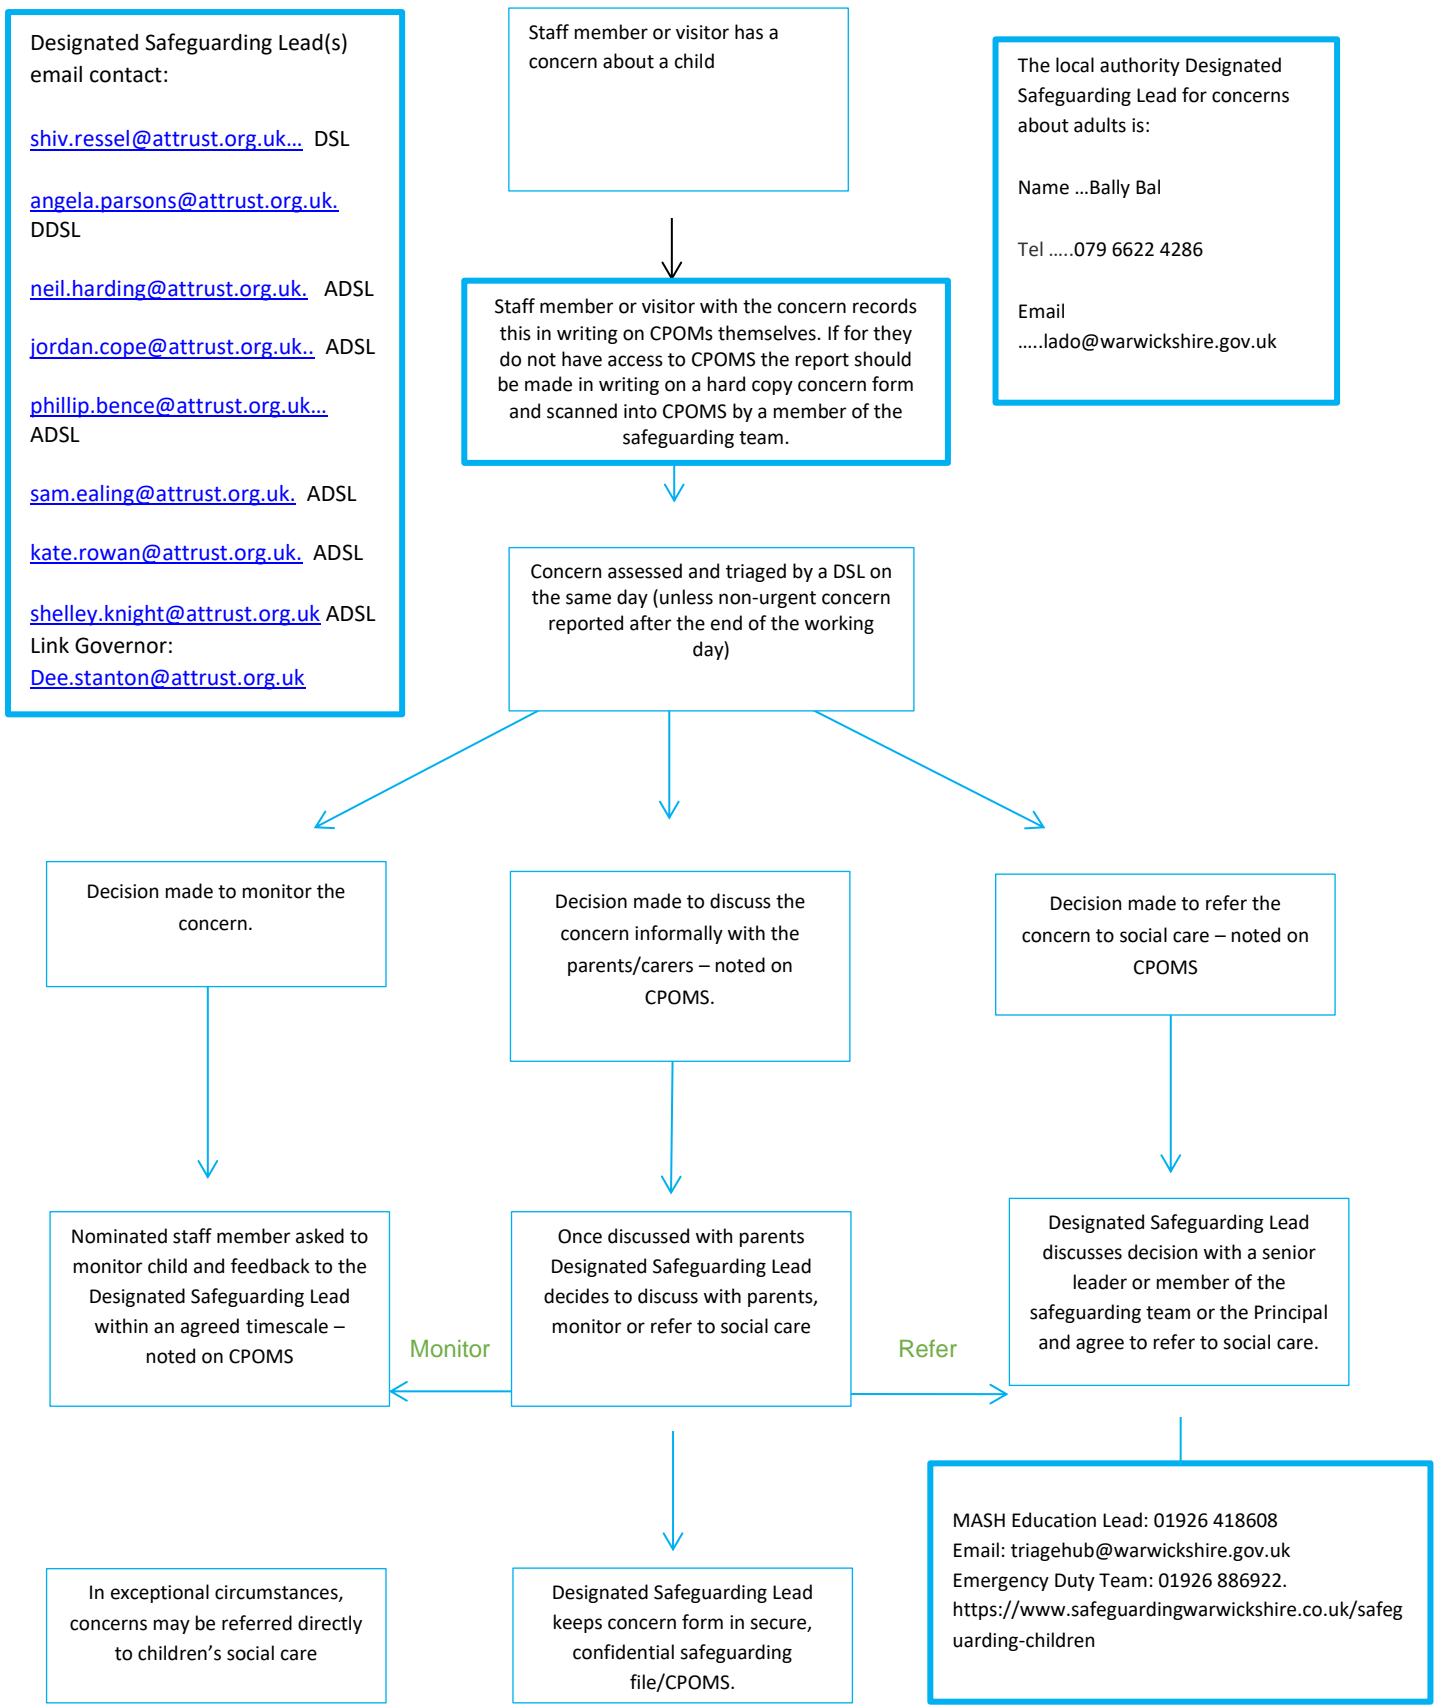 Designated Safeguarding Lead(s)
email contact:
shiv.ressel@attrust.org.uk... DSL
angela.parsons@attrust.org.uk.
DDSL
neil.harding@attrust.org.uk. ADSL
jordan.cope@attrust.org.uk.. ADSL
phillip.bence@attrust.org.uk...
ADSL
sam.ealing@attrust.org.uk. ADSL
kate.rowan@attrust.org.uk. ADSL
shelley.knight@attrust.org.uk ADSL
Link Governor:
Dee.stanton@attrust.org.uk
Staff member or visitor has a
concern about a child
The local authority Designated
Safeguarding Lead for concerns
about adults is:
Name ...Bally Bal
Tel .....079 6622 4286
Email
.....lado@warwickshire.gov.uk
Staff member or visitor with the concern records
this in writing on CPOMs themselves. If for they
do not have access to CPOMS the report should
be made in writing on a hard copy concern form
and scanned into CPOMS by a member of the
safeguarding team.
Concern assessed and triaged by a DSL on
the same day (unless non-urgent concern
reported after the end of the working
day)
Decision made to monitor the
concern.
Decision made to discuss the
concern informally with the
parents/carers – noted on
CPOMS.
Decision made to refer the
concern to social care – noted on
CPOMS
Nominated staff member asked to
monitor child and feedback to the
Designated Safeguarding Lead
within an agreed timescale –
noted on CPOMS
Monitor
Once discussed with parents
Designated Safeguarding Lead
decides to discuss with parents,
monitor or refer to social care
Refer
Designated Safeguarding Lead
discusses decision with a senior
leader or member of the
safeguarding team or the Principal
and agree to refer to social care.
In exceptional circumstances,
concerns may be referred directly
to children's social care
Designated Safeguarding Lead
keeps concern form in secure,
confidential safeguarding
file/CPOMS.
MASH Education Lead: 01926 418608
Email: triagehub@warwickshire.gov.uk
Emergency Duty Team: 01926 886922.
https://www.safeguardingwarwickshire.co.uk/safeg
uarding-children